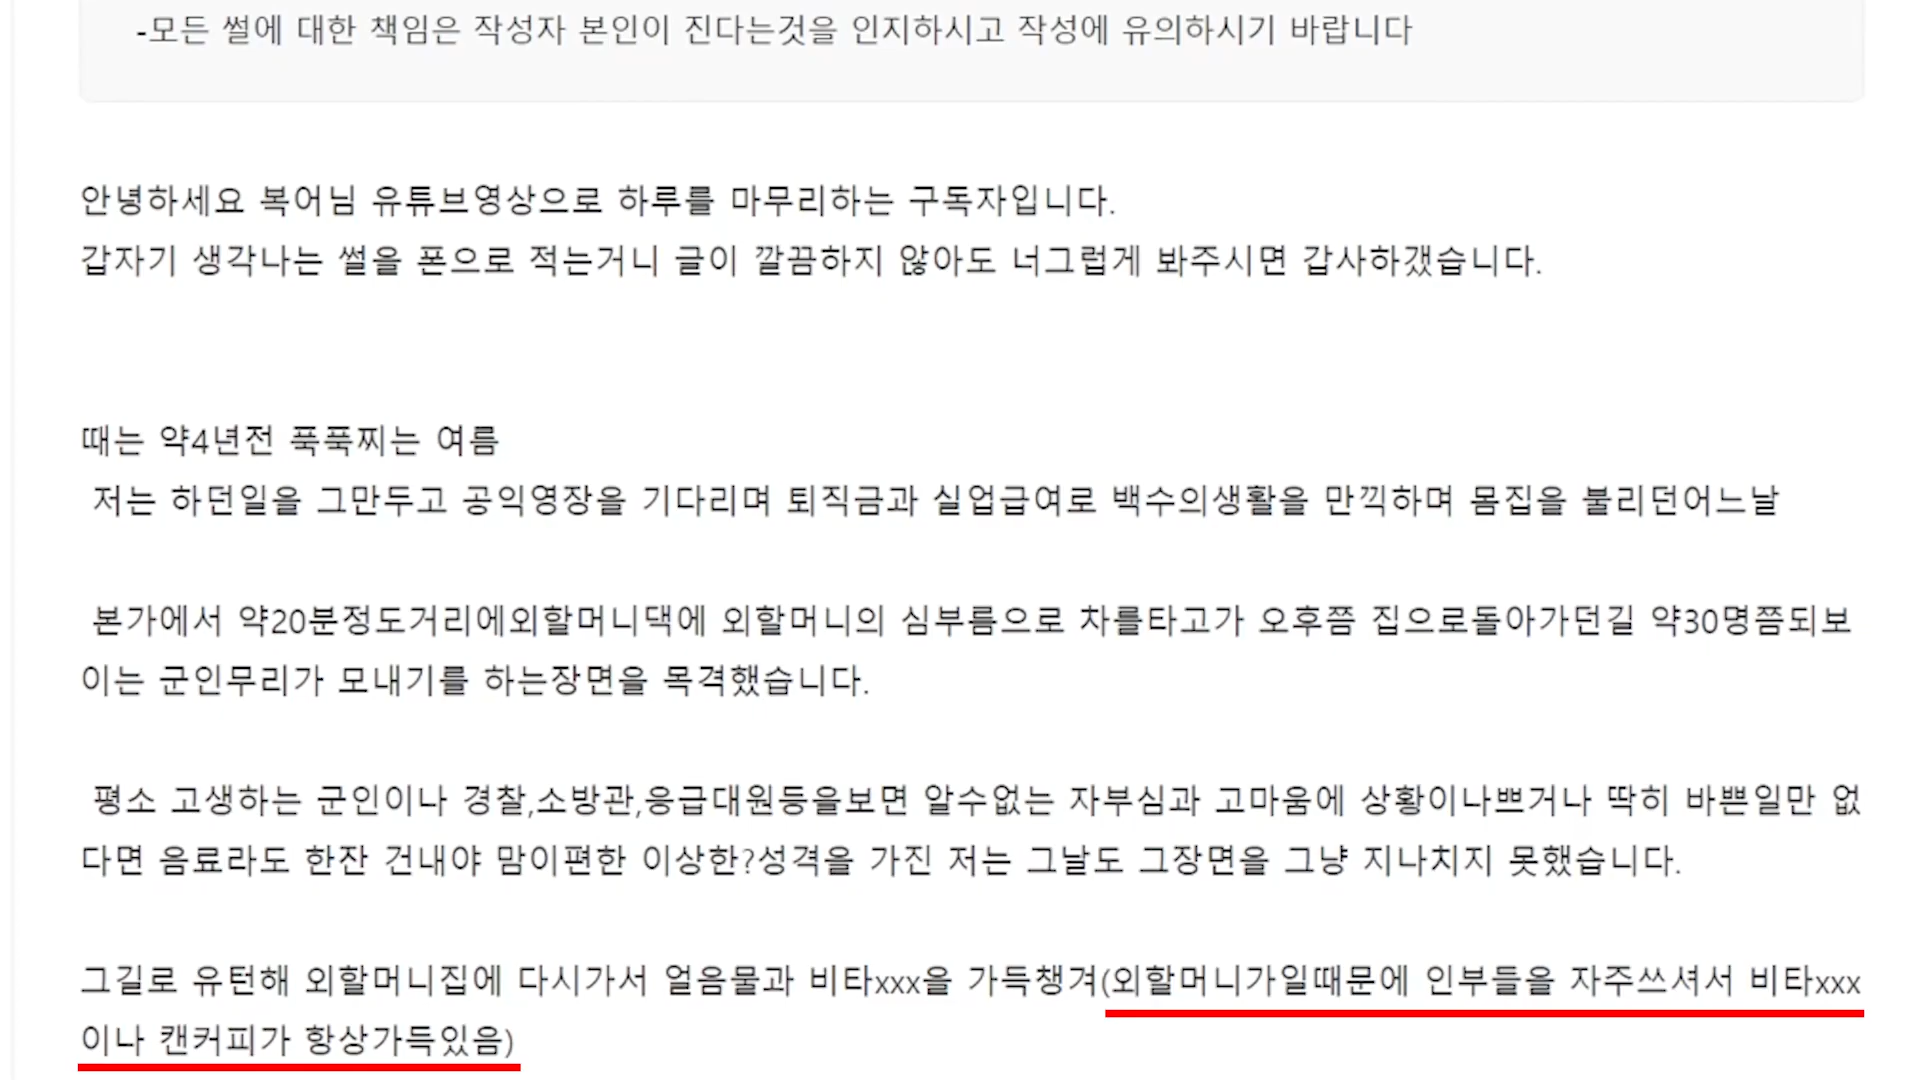 -모든 썰에 대한 책임은 작성자 본인이 진다는것을 인지하시고 작성에 유의하시기 바랍니다
안녕하세요 복어님 유튜브영상으로 하루를 마무리하는 구독자입니다.
갑자기 생각나는 썰을 폰으로 적는거니 글이 깔끔하지 않아도 너그럽게 봐주시면 갑사하갰습니다.
때는 약4년전 푹푹찌는 여름
저는 하던일을 그만두고 공익영장을 기다리며 퇴직금과 실업급여로 백수의생활을 만끽하며 몸집을 불리던어느날
본가에서 약20분정도거리에외할머니댁에 외할머니의 심부름으로 차를타고가 오후쯤 집으로돌아가던길 약30명쯤되보
이는 군인무리가 모내기를 하는장면을 목격했습니다.
평소 고생하는 군인이나 경찰,소방관,응급대원등을보면 알수없는 자부심과 고마움에 상황이나쁘거나 딱히 바쁜일만 없
다면 음료라도 한잔 건내야 맘이편한 이상한?성격을 가진 저는 그날도 그장면을 그냥 지나치지 못했습니다.
그길로 유턴해 외할머니집에 다시가서 얼음물과 비타xxx을 가득챙겨(외할머니가일때문에 인부들을 자주쓰셔서 비타xxx
이나 캔커피가 항상가득있음)